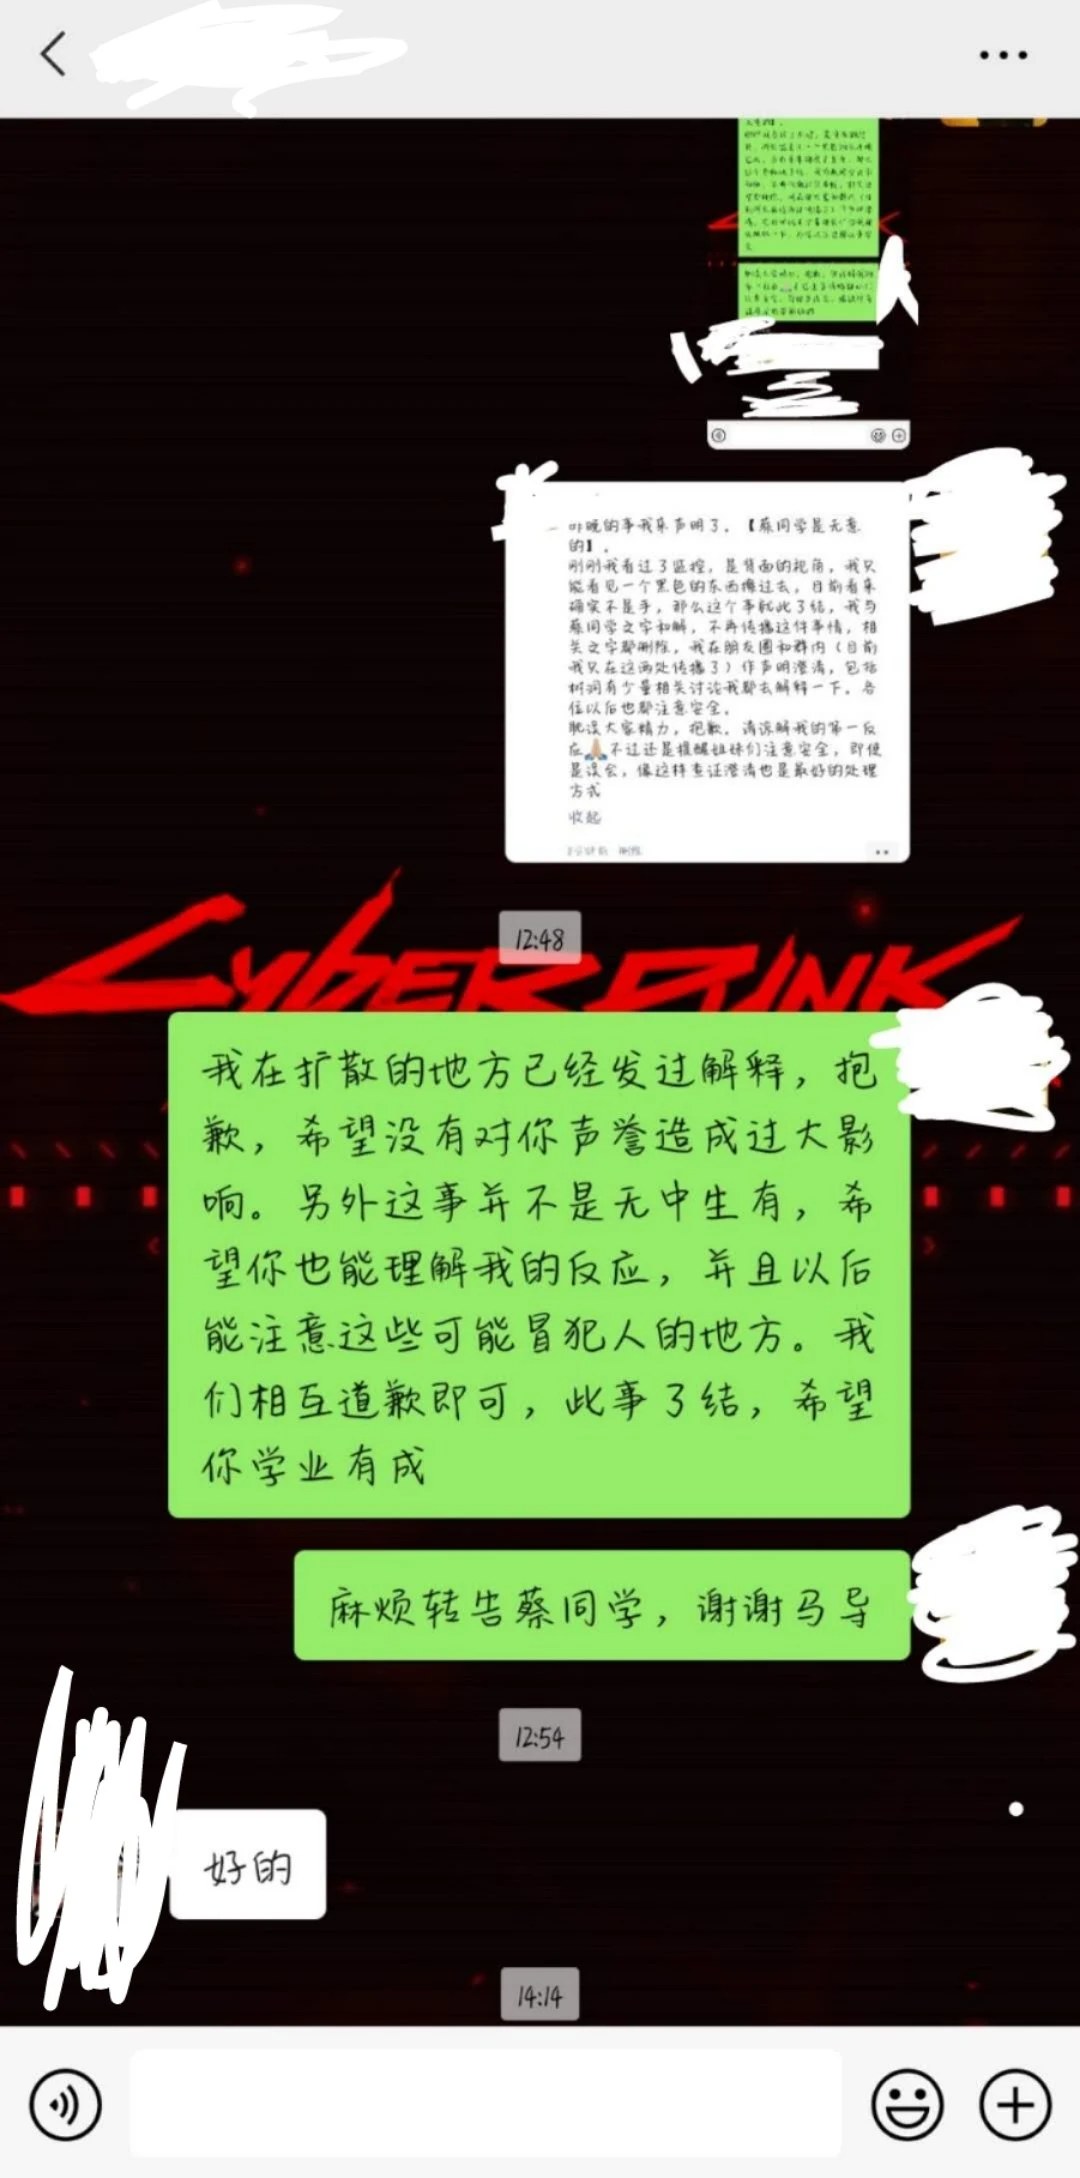 昨晚的事我来声明了，【蔡同学是无意
的】。
刚刚我看过了监控，是背面的视角，我只
能看见一个黑色的东西擦过去，目前看来
确实不是手，那么这个事就此了结，我与
蔡同学文字和解，不再传播这件事情，相
关文字都删除，我在朋友圈和群内（目前
我只在这两处传播了）作声明澄清，包括
树洞有少量相关讨论我都去解释一下，各
位以后也都注意安全。
耽误大家精力，抱歉，请谅解我的第一反
应🙏🏼不过还是提醒姐妹们注意安全，即使
是误会，像这样查证澄清也是最好的处理
方式
收起
12:48
CYBERPUNK
我在扩散的地方已经发过解释，抱
歉，希望没有对你声誉造成过大影
响。另外这事并不是无中生有，希
望你也能理解我的反应，并且以后
能注意这些可能冒犯人的地方。我
们相互道歉即可，此事了结，希望
你学业有成
麻烦转告蔡同学，谢谢马导
12:54
好的
14:14